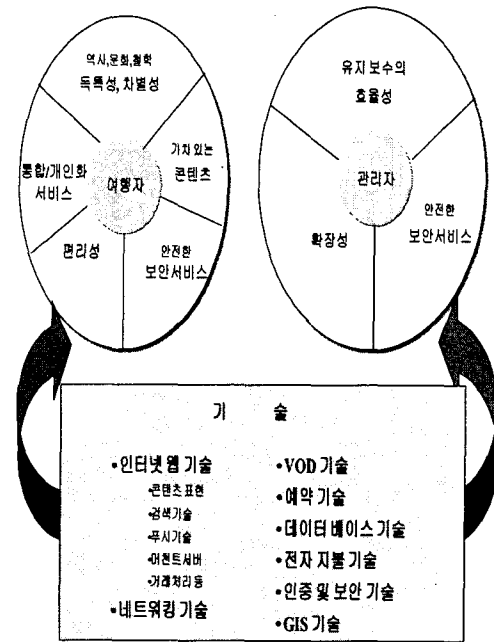 역사,문화,철학
독특성, 차별성
가치 있는
콘텐츠
통합/개인화
서비스
여행자
편리성
안전한
보안서비스
유지보수의
효율성
관리자
확장성
안전한
보안서비스
기 술
•인터넷 웹 기술
•콘텐츠표현
•검색기술
•푸시기술
•머천트서버
•거래처리등
•네트워킹 기술
•VOD 기술
•예약 기술
•데이터베이스 기술
•전자 지불 기술
•인증 및 보안 기술
•GIS 기술